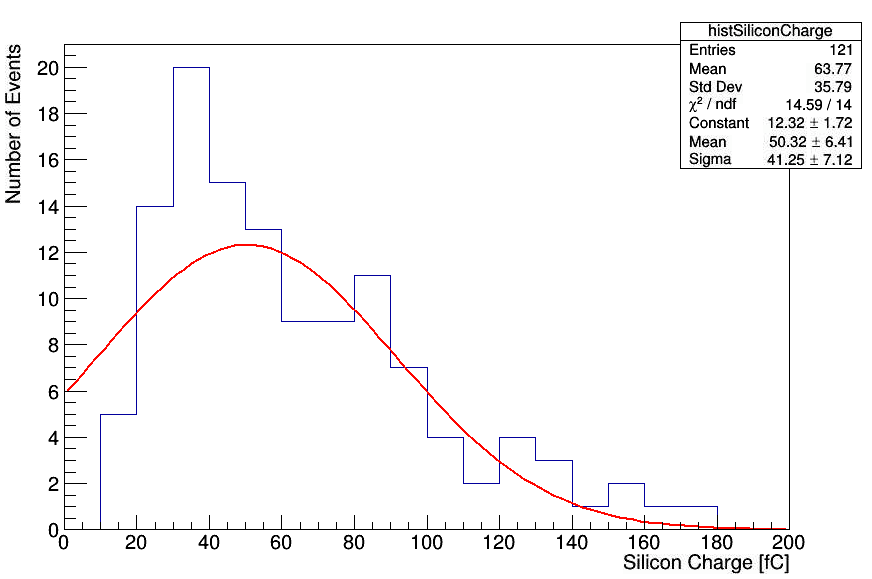 histSiliconCharge
Entries 121
Mean 63.77
Std Dev 35.79
χ² / ndf 14.59 / 14
Constant 12.32 ± 1.72
Mean 50.32 ± 6.41
Sigma 41.25 ± 7.12
Number of Events
20
18
16
14
12
10
8
6
4
2
0
0 20 40 60 80 100 120 140 160 180 200
Silicon Charge [fC]